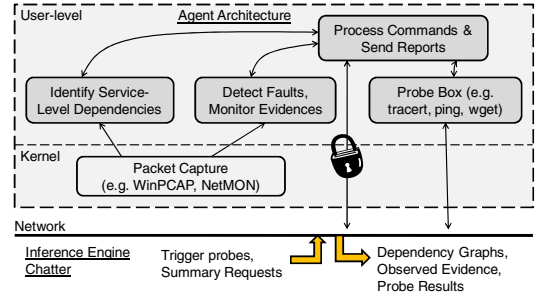 User-level
Agent Architecture
Process Commands &
Send Reports
Identify Service-
Level Dependencies
Detect Faults,
Monitor Evidences
Probe Box (e.g.
tracert, ping, wget)
Kernel
Packet Capture
(e.g. WinPCAP, NetMON)
Network
Inference Engine
Chatter
Trigger probes,
Summary Requests
Dependency Graphs,
Observed Evidence,
Probe Results